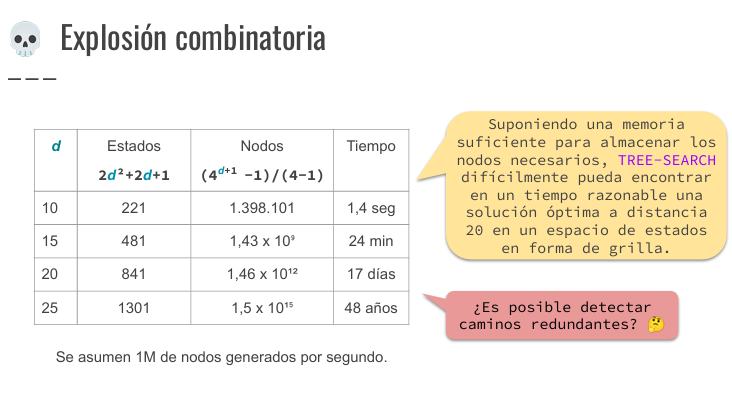 💀 Explosión combinatoria
d Estados Nodos Tiempo
2d²+2d+1 (4ᵈ⁺¹ -1)/(4-1)
10 221 1.398.101 1,4 seg
15 481 1,43 x 10⁹ 24 min
20 841 1,46 x 10¹² 17 días
25 1301 1,5 x 10¹⁵ 48 años
Se asumen 1M de nodos generados por segundo.
Suponiendo una memoria
suficiente para almacenar los
nodos necesarios, TREE-SEARCH
difícilmente pueda encontrar
en un tiempo razonable una
solución óptima a distancia
20 en un espacio de estados
en forma de grilla.
¿Es posible detectar
caminos redundantes? 🤔